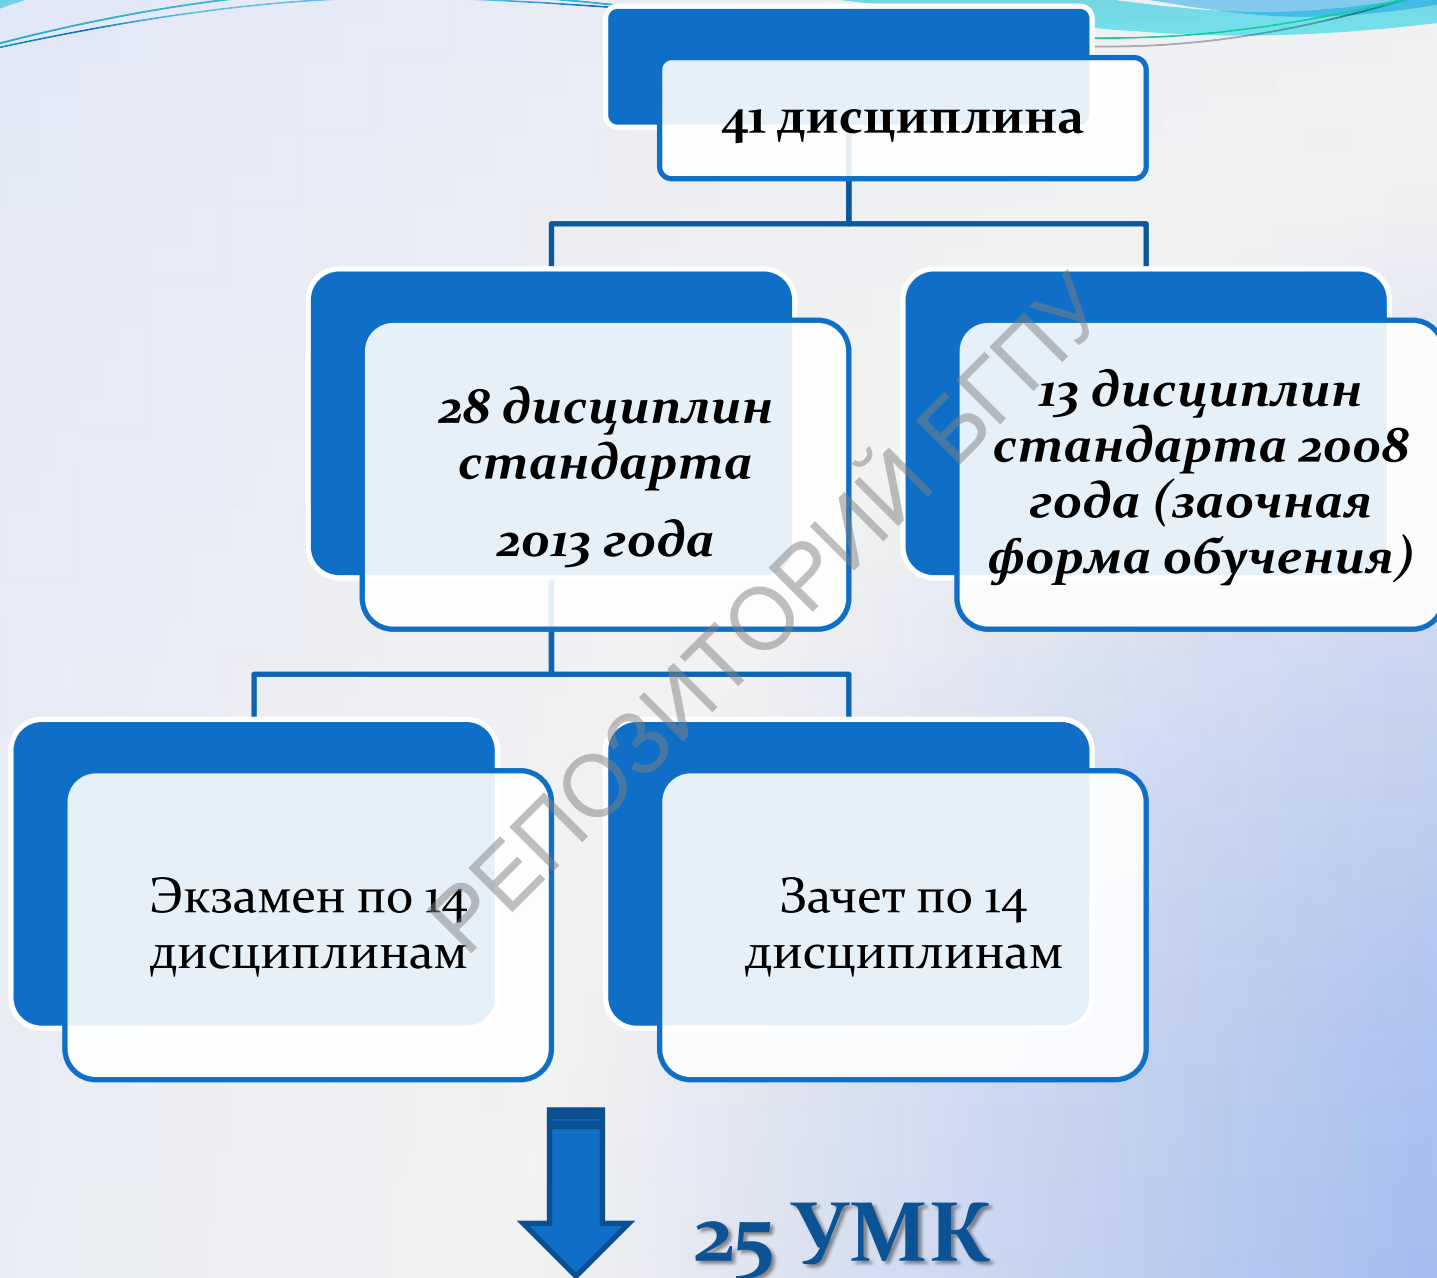 41 дисциплина
28 дисциплин
стандарта
2013 года
13 дисциплин
стандарта 2008
года (заочная
форма обучения)
Экзамен по 14
дисциплинам
Зачет по 14
дисциплинам
25 УМК
РЕПОЗИТОРИЙ БГПУ